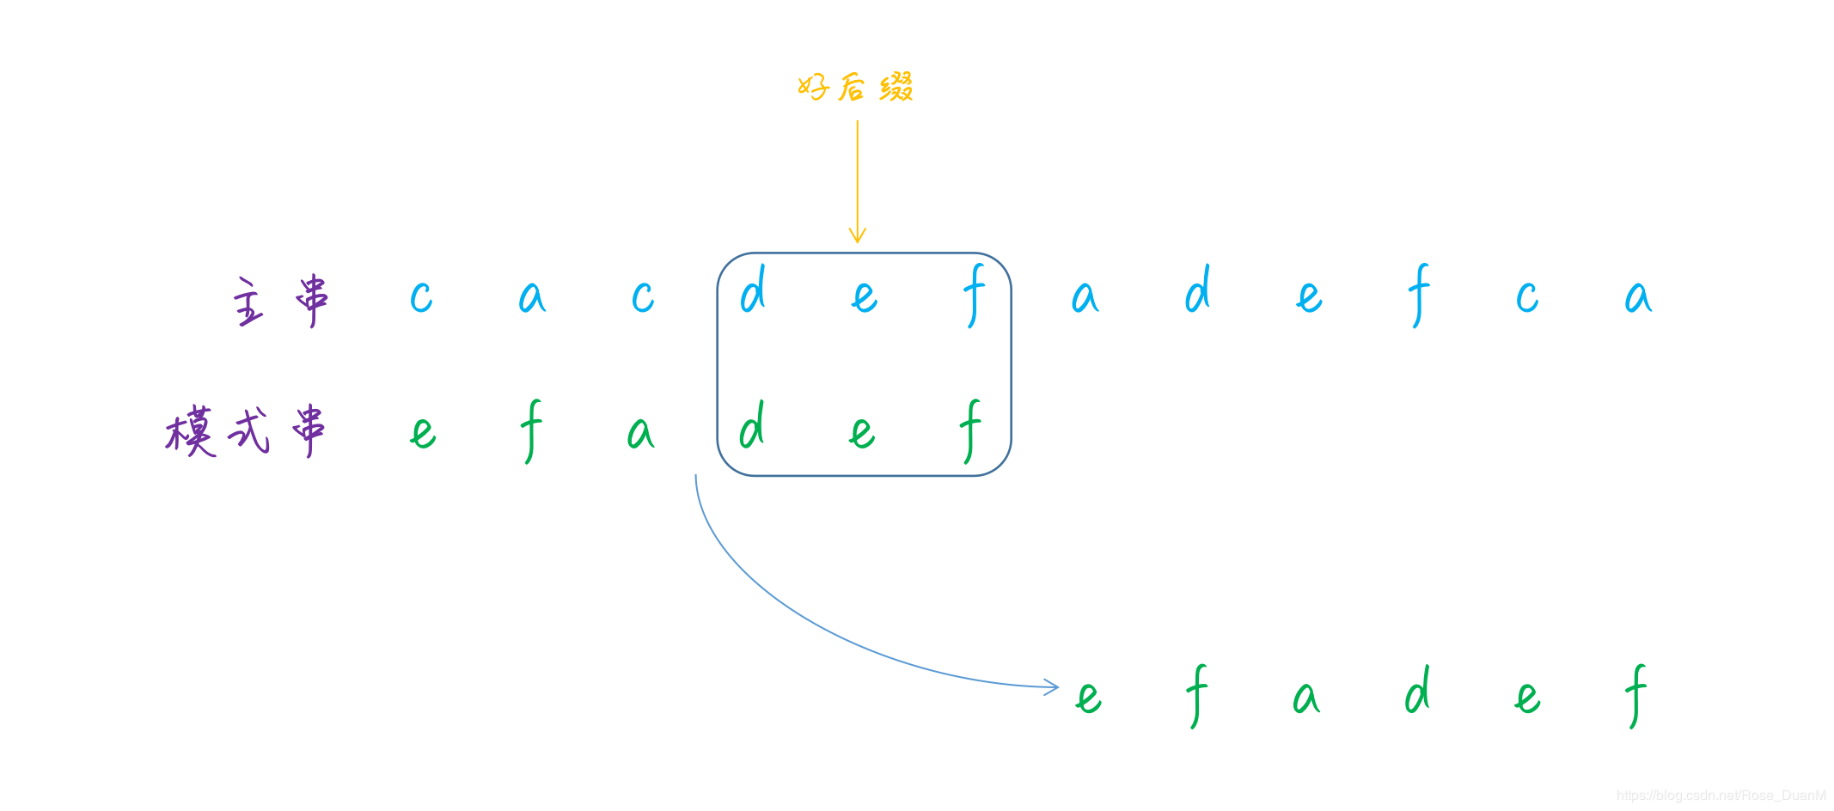 好后缀
主串 c a c d e f a d e f c a
模式串 e f a d e f
e f a d e f
https://blog.csdn.net/Rose_DuanM